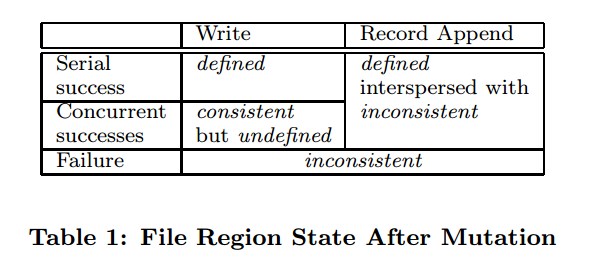 Write Record Append
Serial defined defined
success interspersed with
Concurrent consistent inconsistent
successes but undefined
Failure inconsistent
Table 1: File Region State After Mutation